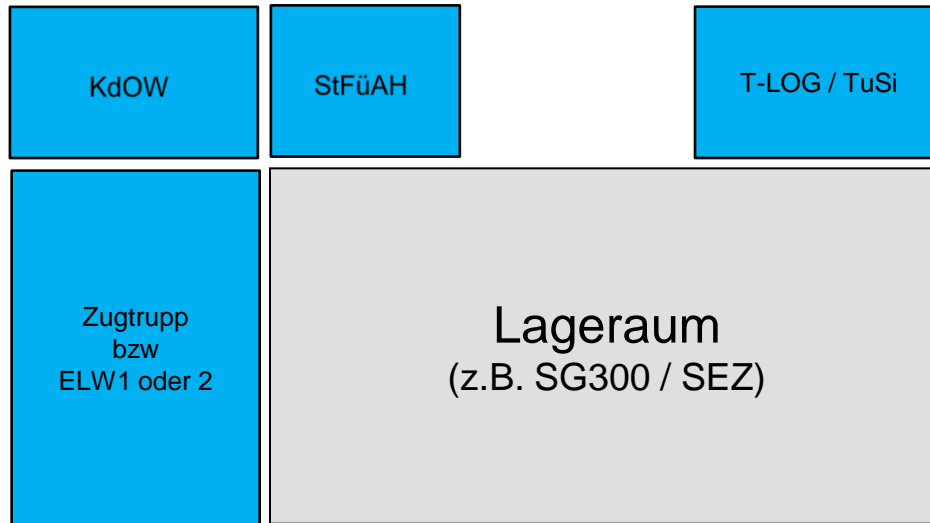 KdOW
StFüAH
T-LOG / TuSi
Zugtrupp
bzw
ELW1 oder 2
Lageraum
(z.B. SG300 / SEZ)